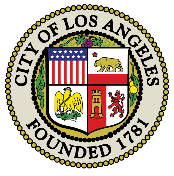 CITY OF LOS ANGELES
FOUNDED 1781